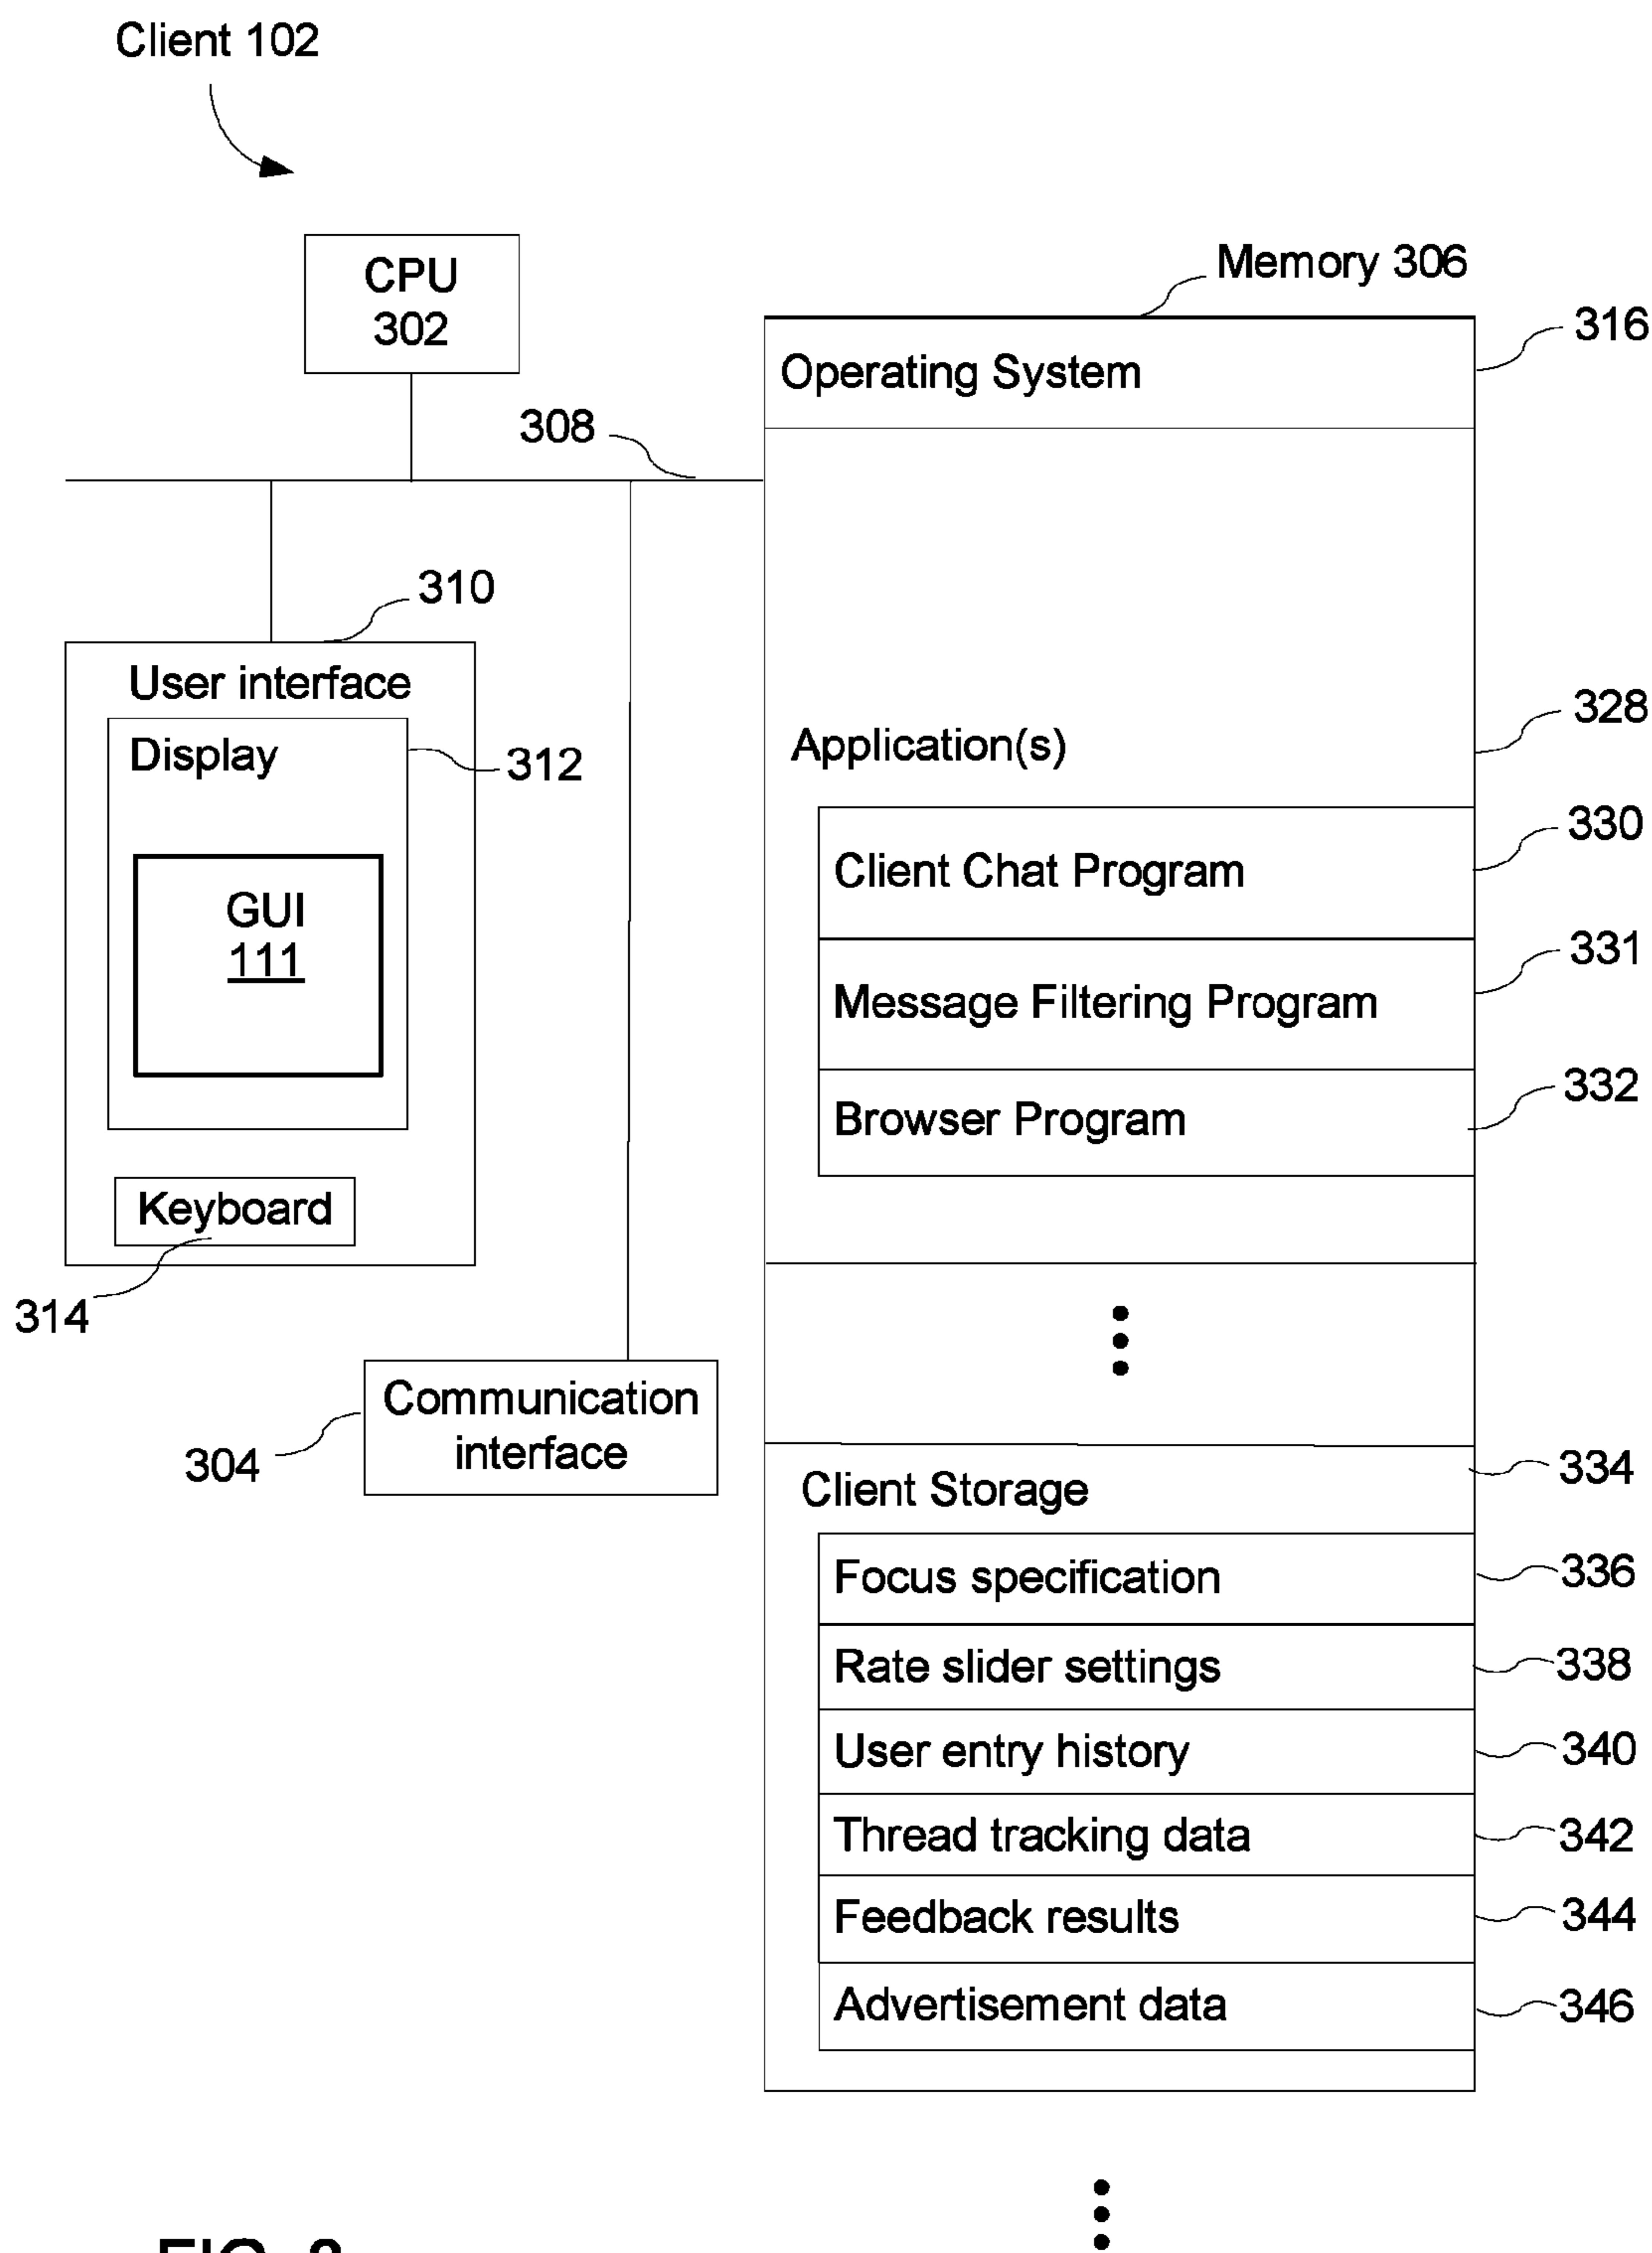 Client 102
CPU
302
Memory 306
316
Operating System
308
310
User interface
328
Display
312
Application(s)
330
Client Chat Program
GUI
111
331
Message Filtering Program
332
Browser Program
Keyboard
314
Communication
interface
304
334
Client Storage
336
Focus specification
338
Rate slider settings
340
User entry history
342
Thread tracking data
344
Feedback results
346
Advertisement data